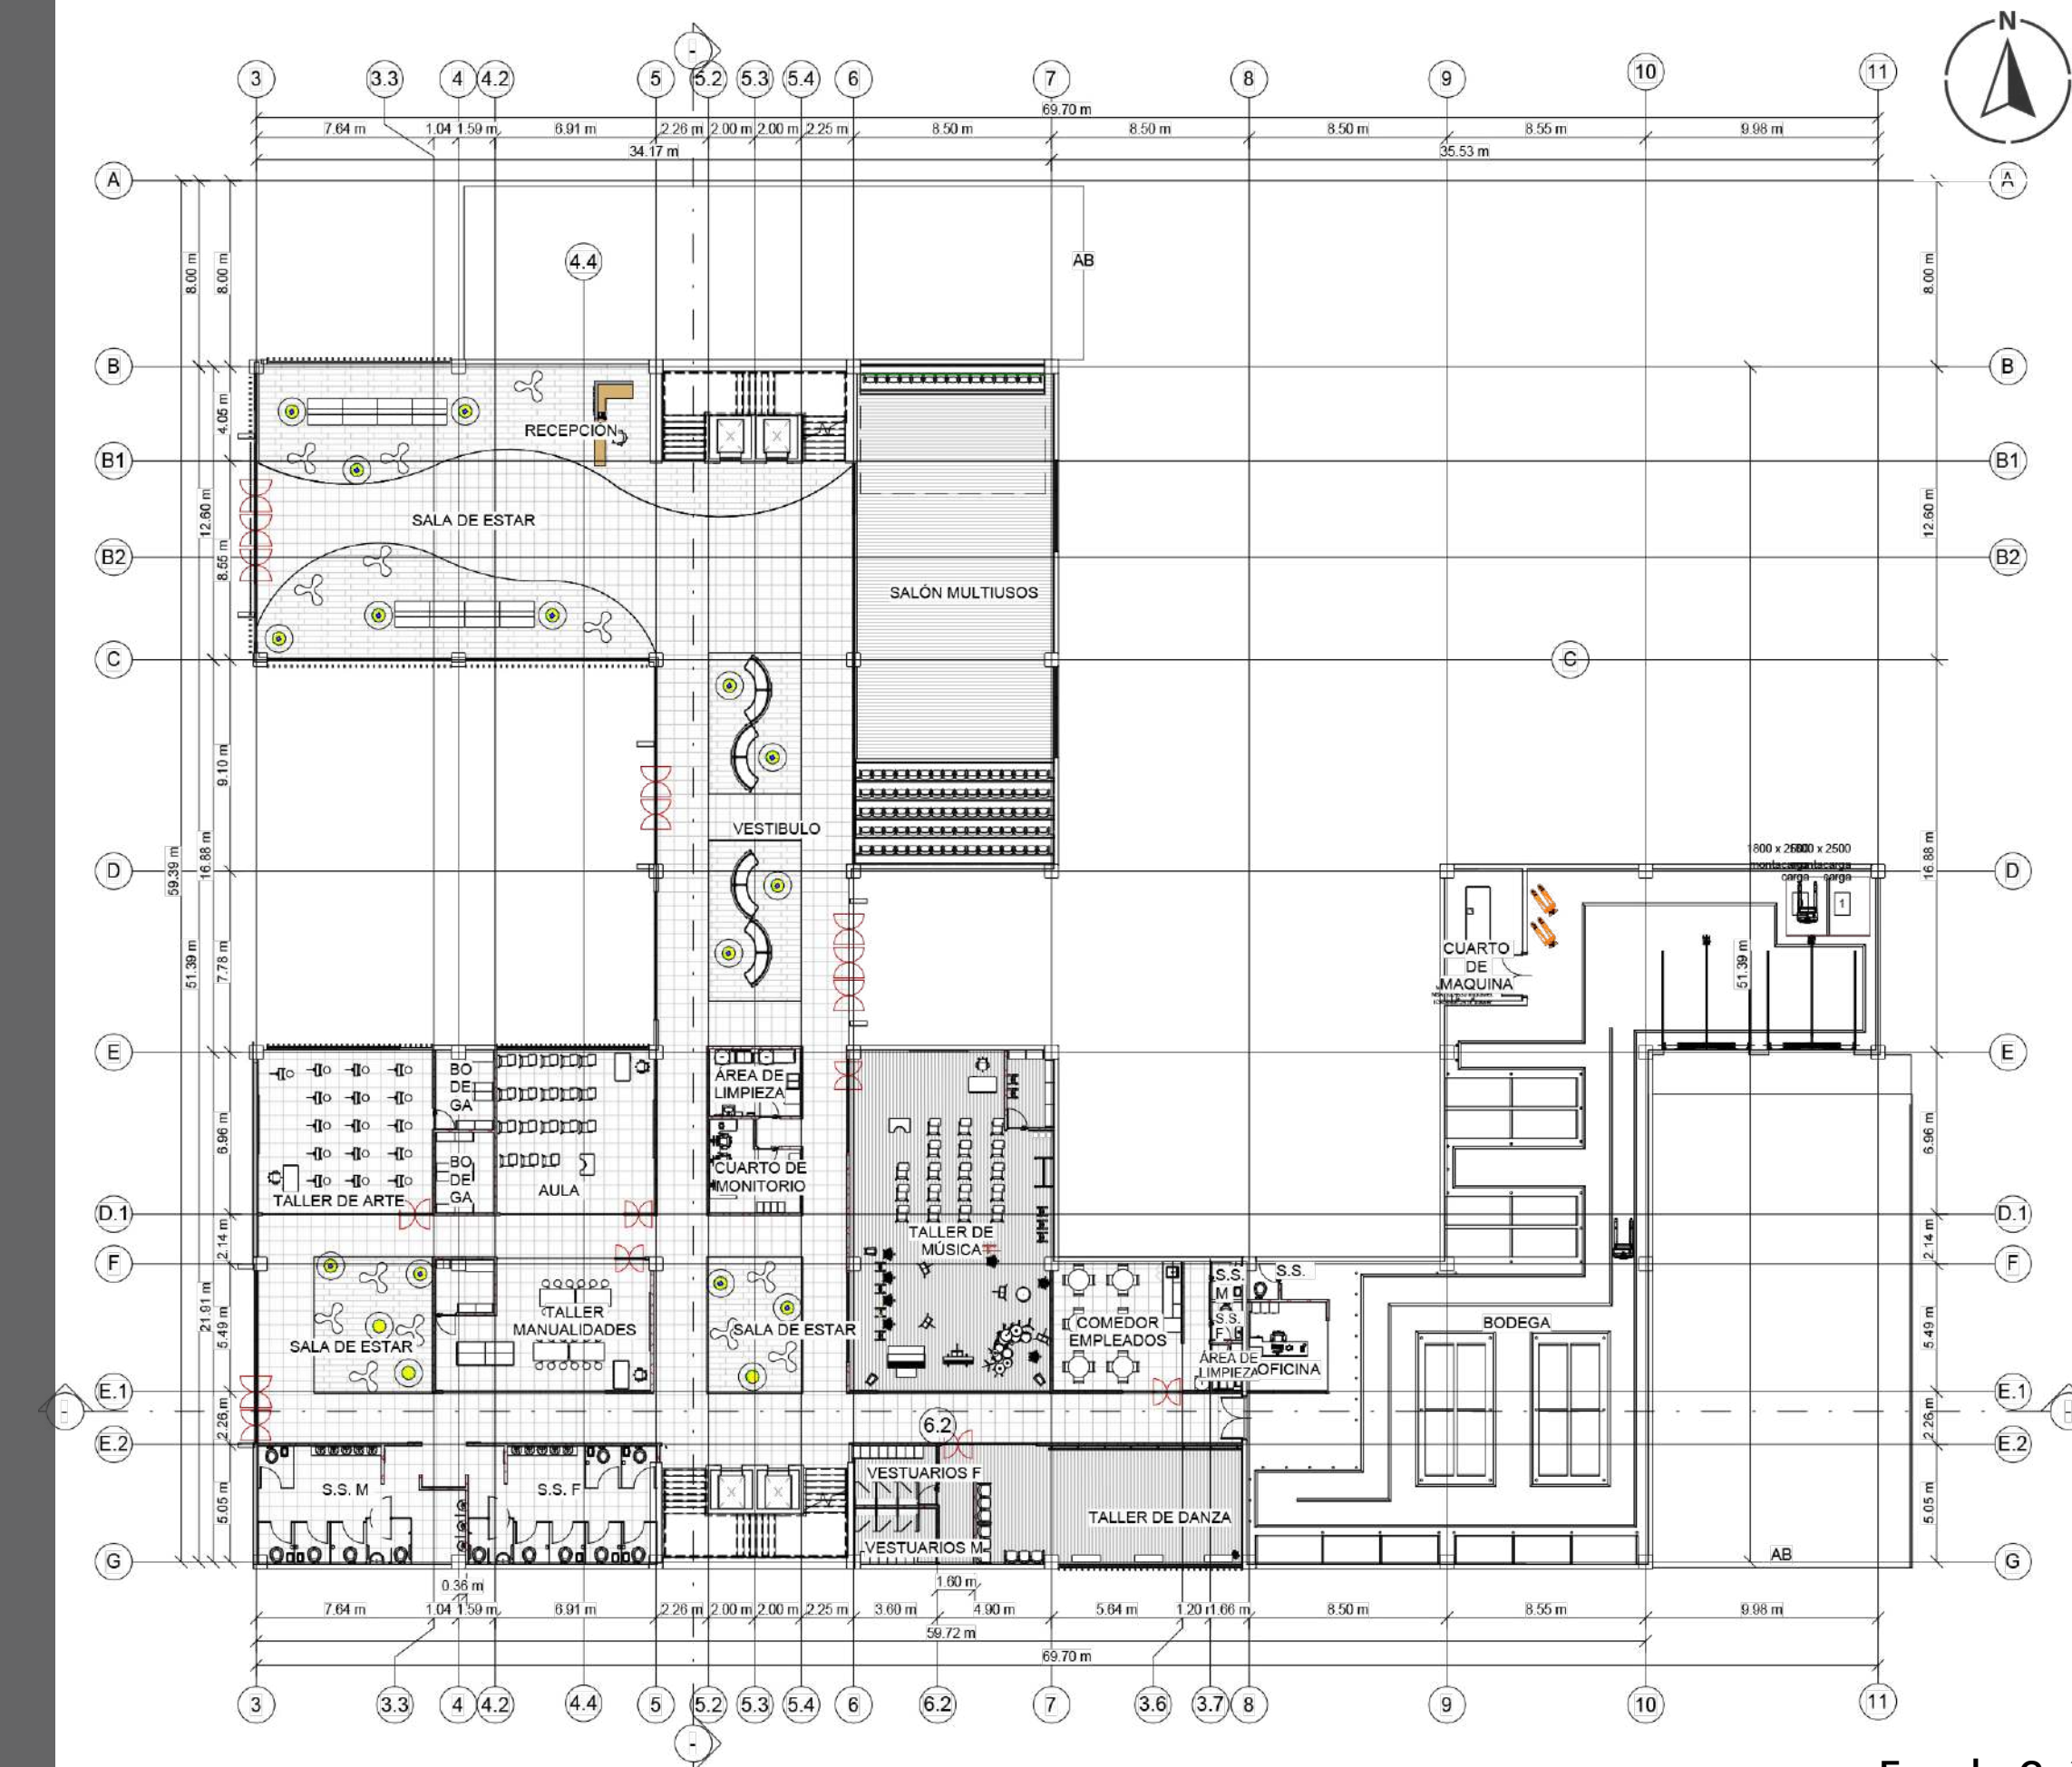 N
3 3.3 4 4.2 5 5.2 5.3 5.4 6 7 8 9 10 11
69.70 m
7.64 m 1.04 1.59 m 6.91 m 2.26 m 2.00 m 2.00 m 2.25 m 8.50 m 8.50 m 8.50 m 8.55 m 9.98 m
34.17 m 35.53 m
A A
4.4 AB
8.00 m 8.00 m 8.00 m
B B
4.05 m
RECEPCIÓN
B1 B1
12.60 m 12.60 m
SALA DE ESTAR
B2 B2
8.55 m
SALÓN MULTIUSOS
C C
9.10 m
VESTIBULO
16.88 m 16.88 m
59.39 m
1800 x 2500
montacarga
carga carga
D D
1
51.39 m 7.78 m 51.39 m
CUARTO
DE
MAQUINA
E E
BO
DE
GA
ÁREA DE
LIMPIEZA
6.96 m 6.96 m
BO
DE
GA
CUARTO DE
MONITORIO
AULA
TALLER DE ARTE
D.1 D.1
2.14 m 2.14 m
TALLER DE
MÚSICA
F F
S.S.
M
S.S.
21.91 m
5.49 m 5.49 m
TALLER
MANUALIDADES
SALA DE ESTAR
SALA DE ESTAR
COMEDOR
EMPLEADOS
S.S.
F
BODEGA
ÁREA DE
LIMPIEZA
OFICINA
E.1 E.1
2.26 m 2.26 m
6.2
E.2 E.2
VESTUARIOS F
S.S. M S.S. F
5.05 m 5.05 m
TALLER DE DANZA
VESTUARIOS M
AB
G G
0.36 m 1.60 m
7.64 m 1.04 1.59 m 6.91 m 2.26 m 2.00 m 2.00 m 2.25 m 3.60 m 4.90 m 5.64 m 1.20 1.66 m 8.50 m 8.55 m 9.98 m
59.72 m
69.70 m
3 3.3 4 4.2 4.4 5 5.2 5.3 5.4 6 6.2 7 3.6 3.7 8 9 10 11